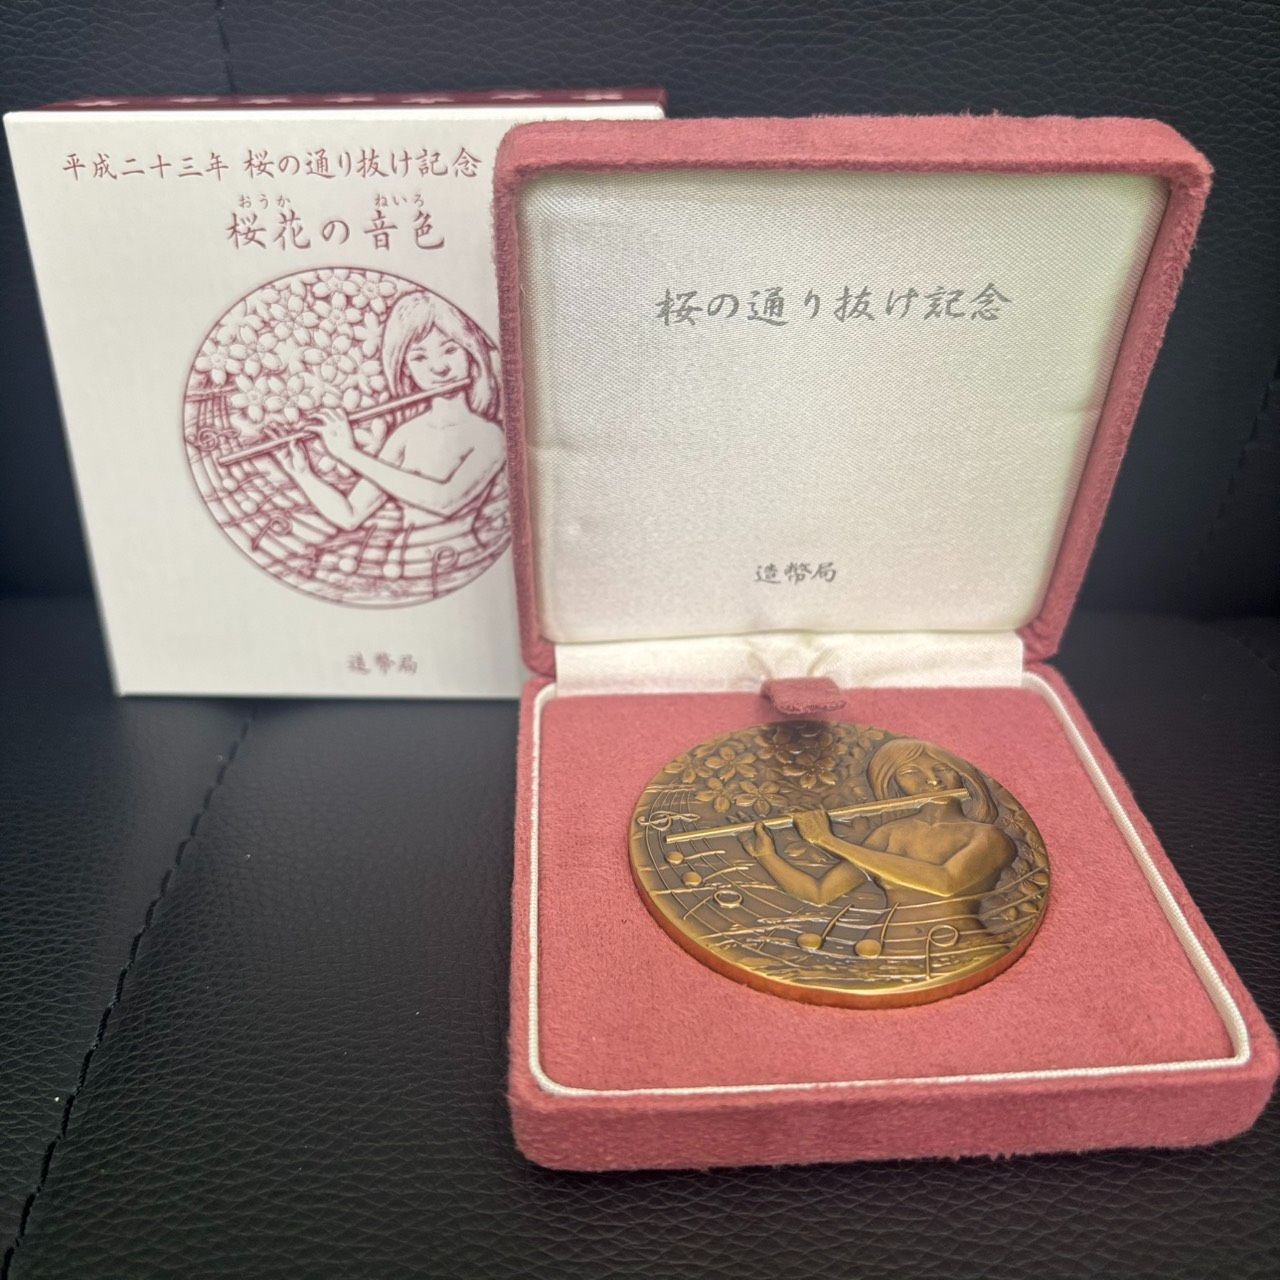 平成二十三年 桜の通り抜け記念
おうか ねいろ
桜花の音色
造幣局
桜の通り抜け記念
造幣局